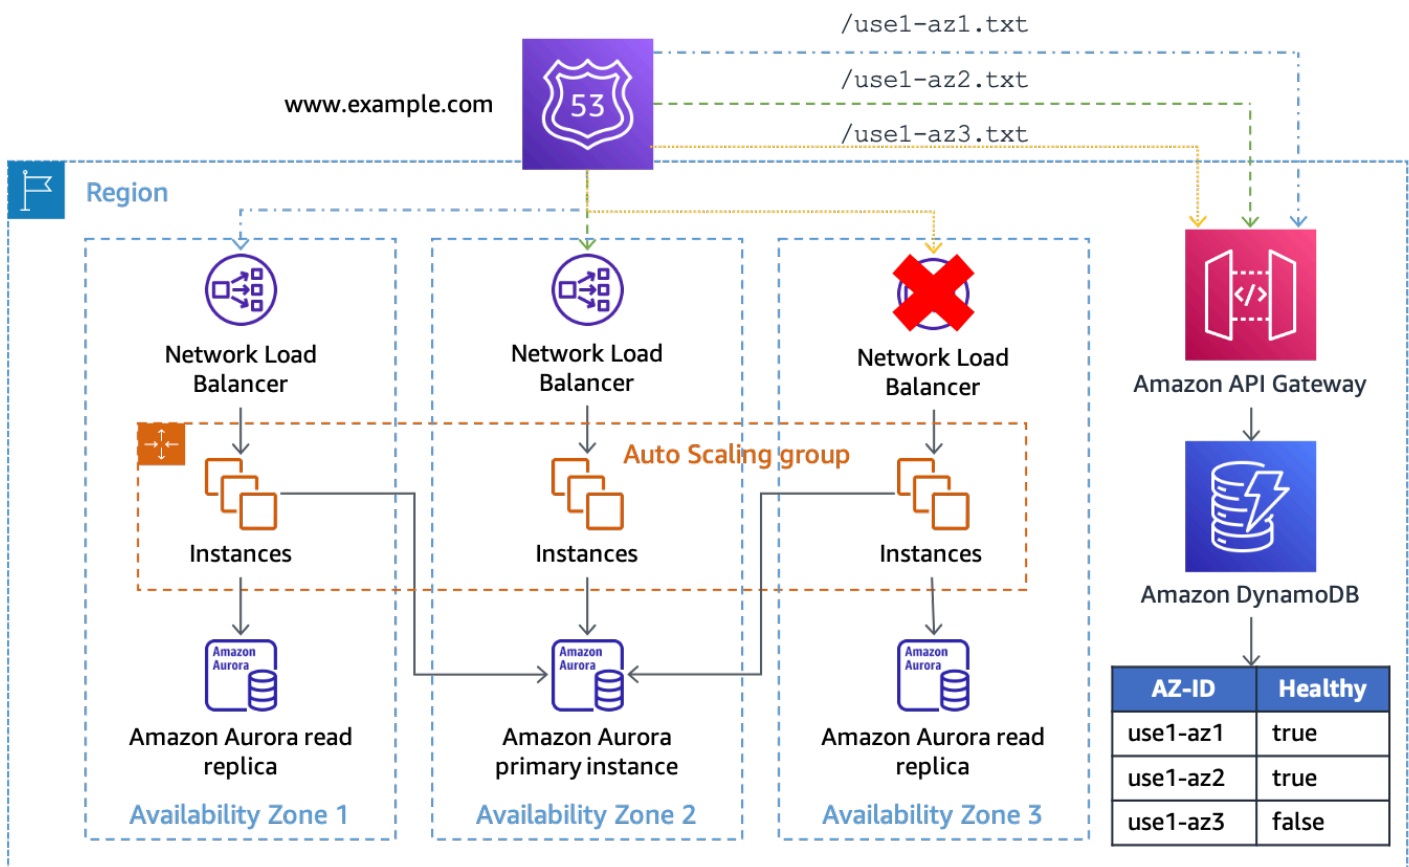 /use1-az1.txt
/use1-az2.txt
/use1-az3.txt
www.example.com
53
Region
Network Load
Balancer
Network Load
Balancer
Network Load
Balancer
Amazon API Gateway
Auto Scaling group
Instances
Instances
Instances
Amazon DynamoDB
Amazon
Aurora
Amazon
Aurora
Amazon
Aurora
Amazon Aurora read
replica
Amazon Aurora
primary instance
Amazon Aurora read
replica
Availability Zone 1
Availability Zone 2
Availability Zone 3
AZ-ID Healthy
use1-az1 true
use1-az2 true
use1-az3 false